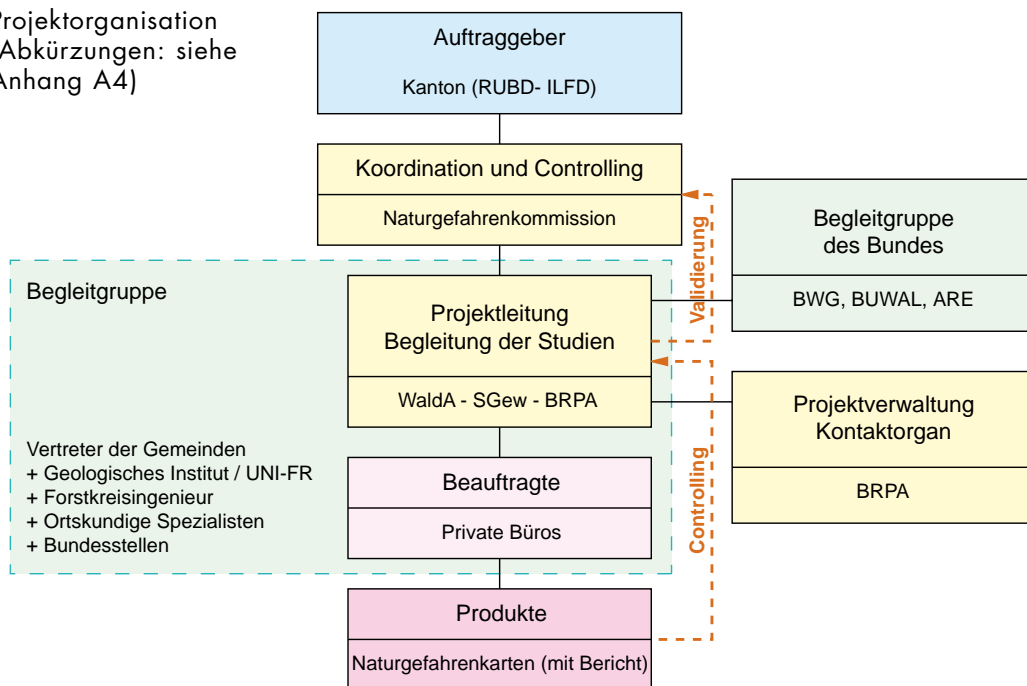 Projektorganisation
(Abkürzungen: siehe
Anhang A4)
Auftraggeber
Kanton (RUBD- ILFD)
Koordination und Controlling
Naturgefahrenkommission
Begleitgruppe
des Bundes
BWG, BUWAL, ARE
Validierung
Begleitgruppe
Projektleitung
Begleitung der Studien
WaldA - SGew - BRPA
Projektverwaltung
Kontaktorgan
BRPA
Vertreter der Gemeinden
+ Geologisches Institut / UNI-FR
+ Forstkreisingenieur
+ Ortskundige Spezialisten
+ Bundesstellen
Beauftragte
Private Büros
Controlling
Produkte
Naturgefahrenkarten (mit Bericht)